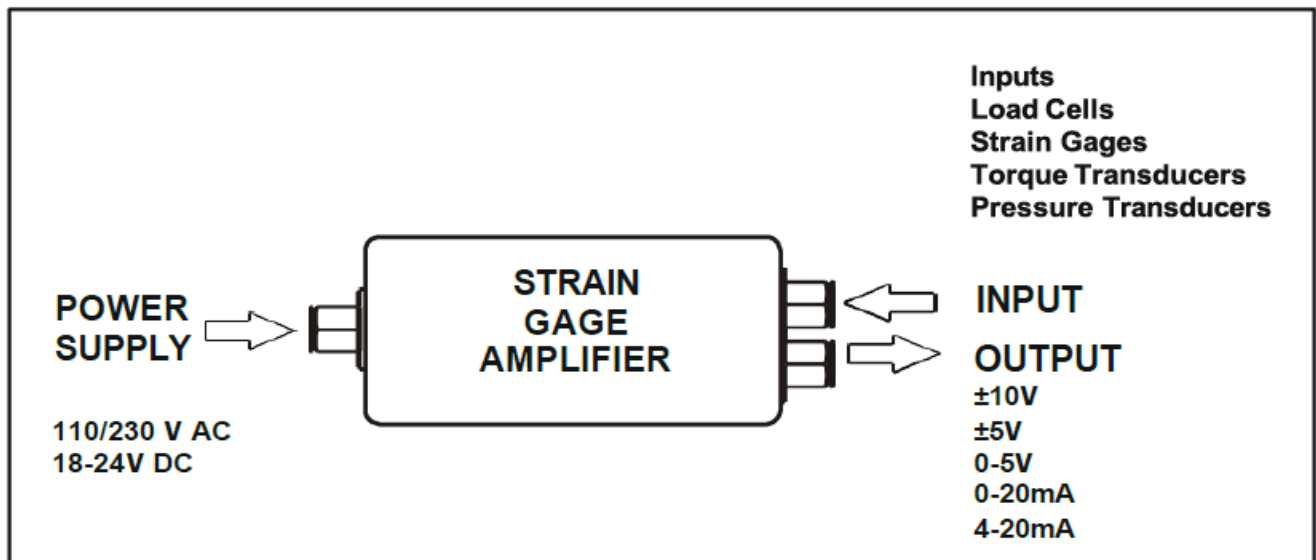 Inputs
Load Cells
Strain Gages
Torque Transducers
Pressure Transducers
POWER
SUPPLY
110/230 V AC
18-24V DC
STRAIN
GAGE
AMPLIFIER
INPUT
OUTPUT
±10V
±5V
0-5V
0-20mA
4-20mA